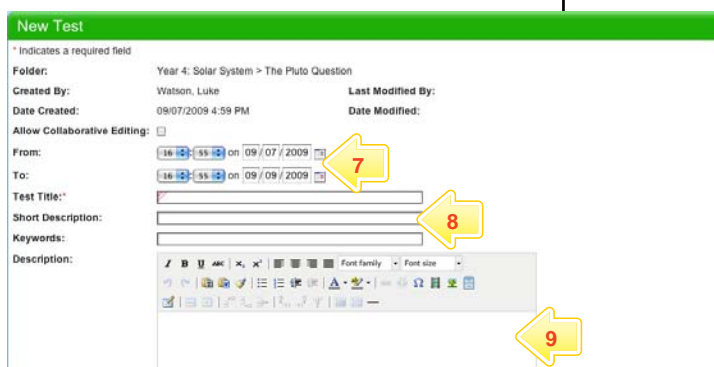 New Test
* Indicates a required field
Folder: Year 4: Solar System > The Pluto Question
Created By: Watson, Luke Last Modified By:
Date Created: 09/07/2009 4:59 PM Date Modified:
Allow Collaborative Editing:
From: 16 : 55 on 09 / 07 / 2009
7
To: 16 : 55 on 09 / 09 / 2009
Test Title:*
Short Description:
8
Keywords:
Description: I B U ABC x, x' Font family Font size
A Ω
9